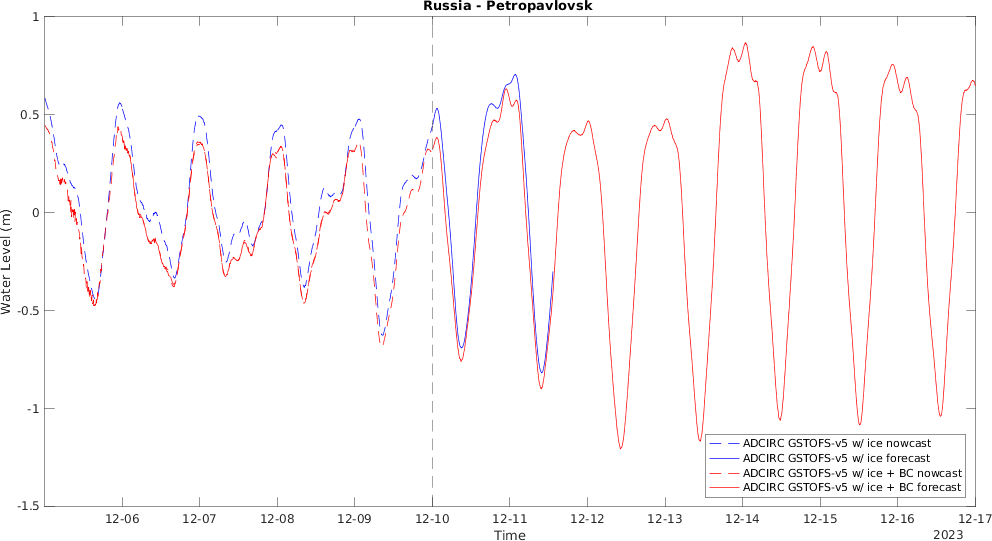 Russia - Petropavlovsk
Water Level (m)
1
0.5
0
-0.5
-1
-1.5
ADCIRC GSTOFS-v5 w/ ice nowcast
ADCIRC GSTOFS-v5 w/ ice forecast
ADCIRC GSTOFS-v5 w/ ice + BC nowcast
ADCIRC GSTOFS-v5 w/ ice + BC forecast
12-06 12-07 12-08 12-09 12-10 12-11 12-12 12-13 12-14 12-15 12-16 12-17
Time
2023